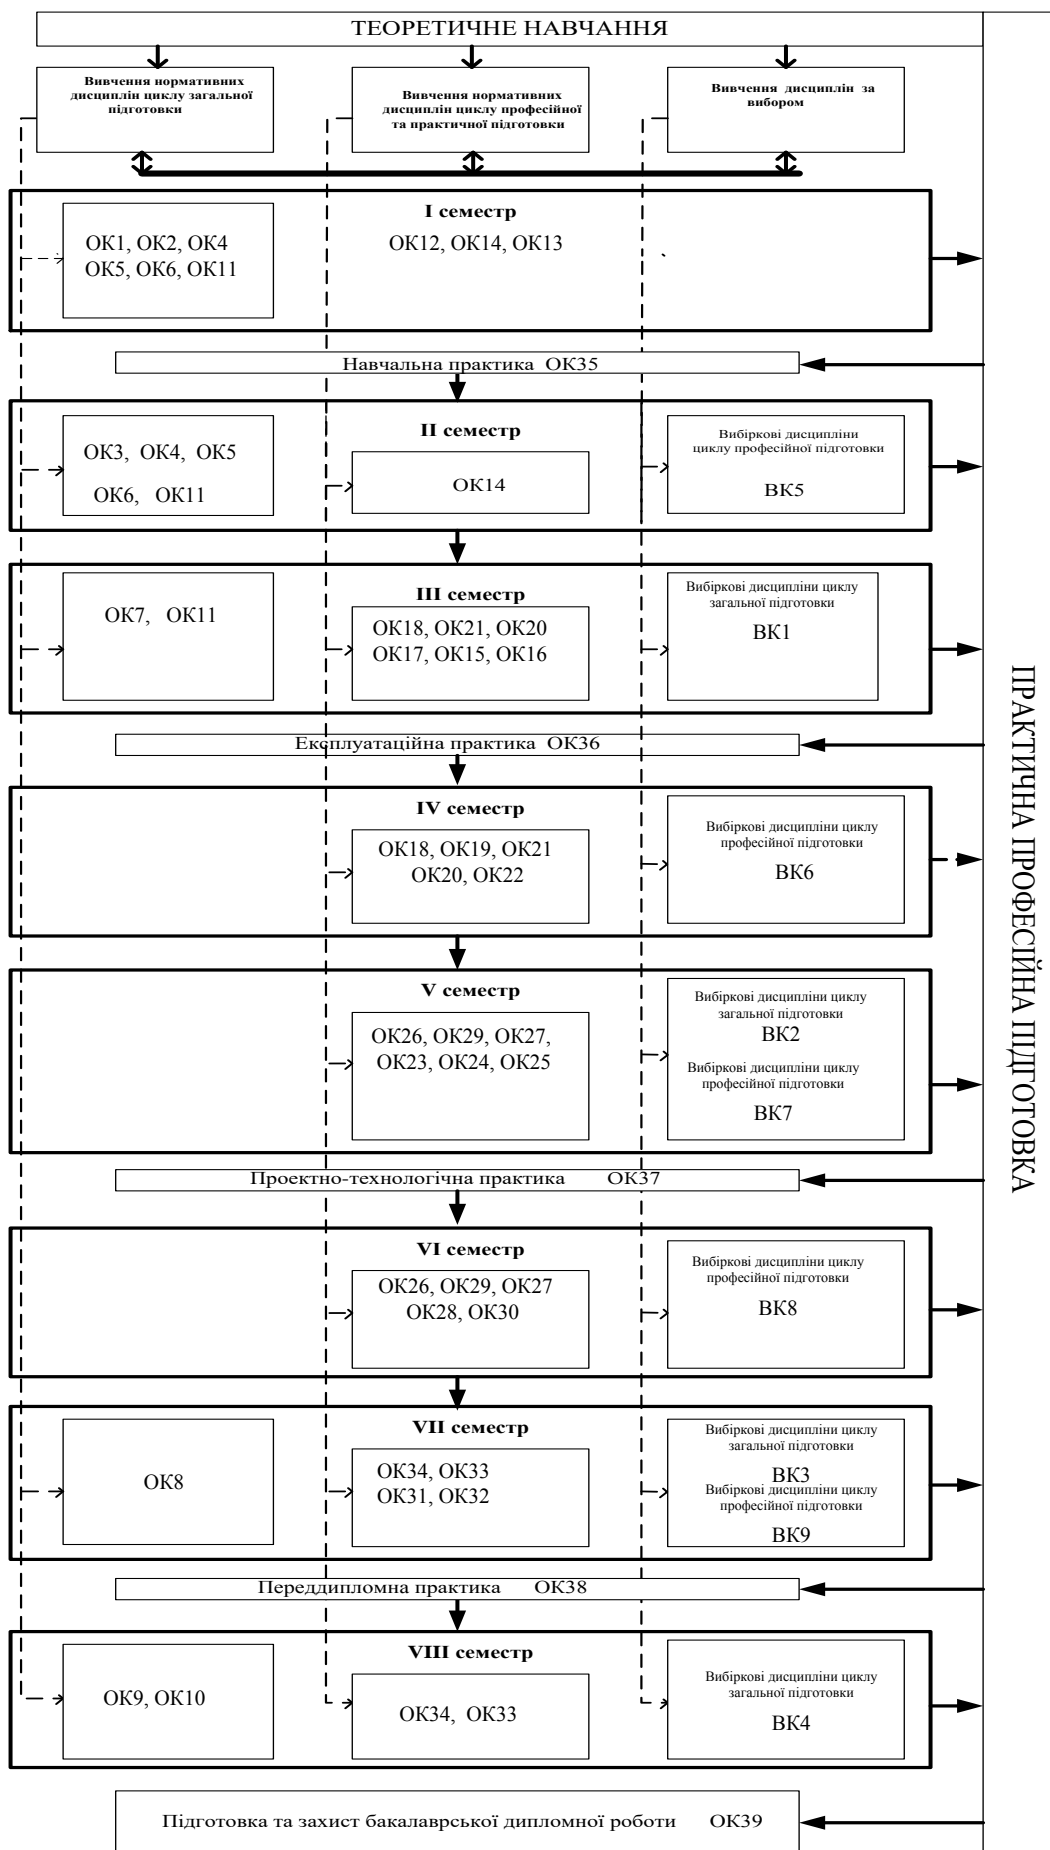 ТЕОРЕТИЧНЕ НАВЧАННЯ
Вивчення нормативних
дисциплін циклу загальної
підготовки
Вивчення нормативних
дисциплін циклу професійної
та практичної підготовки
Вивчення дисциплін за
вибором
І семестр
ОК1, ОК2, ОК4
ОК5, ОК6, ОК11
ОК12, ОК14, ОК13
Навчальна практика ОК35
ІІ семестр
ОК3, ОК4, ОК5
ОК6, ОК11
ОК14
Вибіркові дисципліни
циклу професійної підготовки
ВК5
ІІІ семестр
ОК7, ОК11
ОК18, ОК21, ОК20
ОК17, ОК15, ОК16
Вибіркові дисципліни циклу
загальної підготовки
ВК1
Експлуатаційна практика ОК36
IV семестр
ОК18, ОК19, ОК21
ОК20, ОК22
Вибіркові дисципліни циклу
професійної підготовки
ВК6
V семестр
ОК26, ОК29, ОК27,
ОК23, ОК24, ОК25
Вибіркові дисципліни циклу
загальної підготовки
ВК2
Вибіркові дисципліни циклу
професійної підготовки
ВК7
Проектно-технологічна практика ОК37
VI семестр
ОК26, ОК29, ОК27
ОК28, ОК30
Вибіркові дисципліни циклу
професійної підготовки
ВК8
VII семестр
ОК8
ОК34, ОК33
ОК31, ОК32
Вибіркові дисципліни циклу
загальної підготовки
ВК3
Вибіркові дисципліни циклу
професійної підготовки
ВК9
Переддипломна практика ОК38
VIII семестр
ОК9, ОК10
ОК34, ОК33
Вибіркові дисципліни циклу
загальної підготовки
ВК4
Підготовка та захист бакалаврської дипломної роботи ОК39
ПРАКТИЧНА ПРОФЕСІЙНА ПІДГОТОВКА